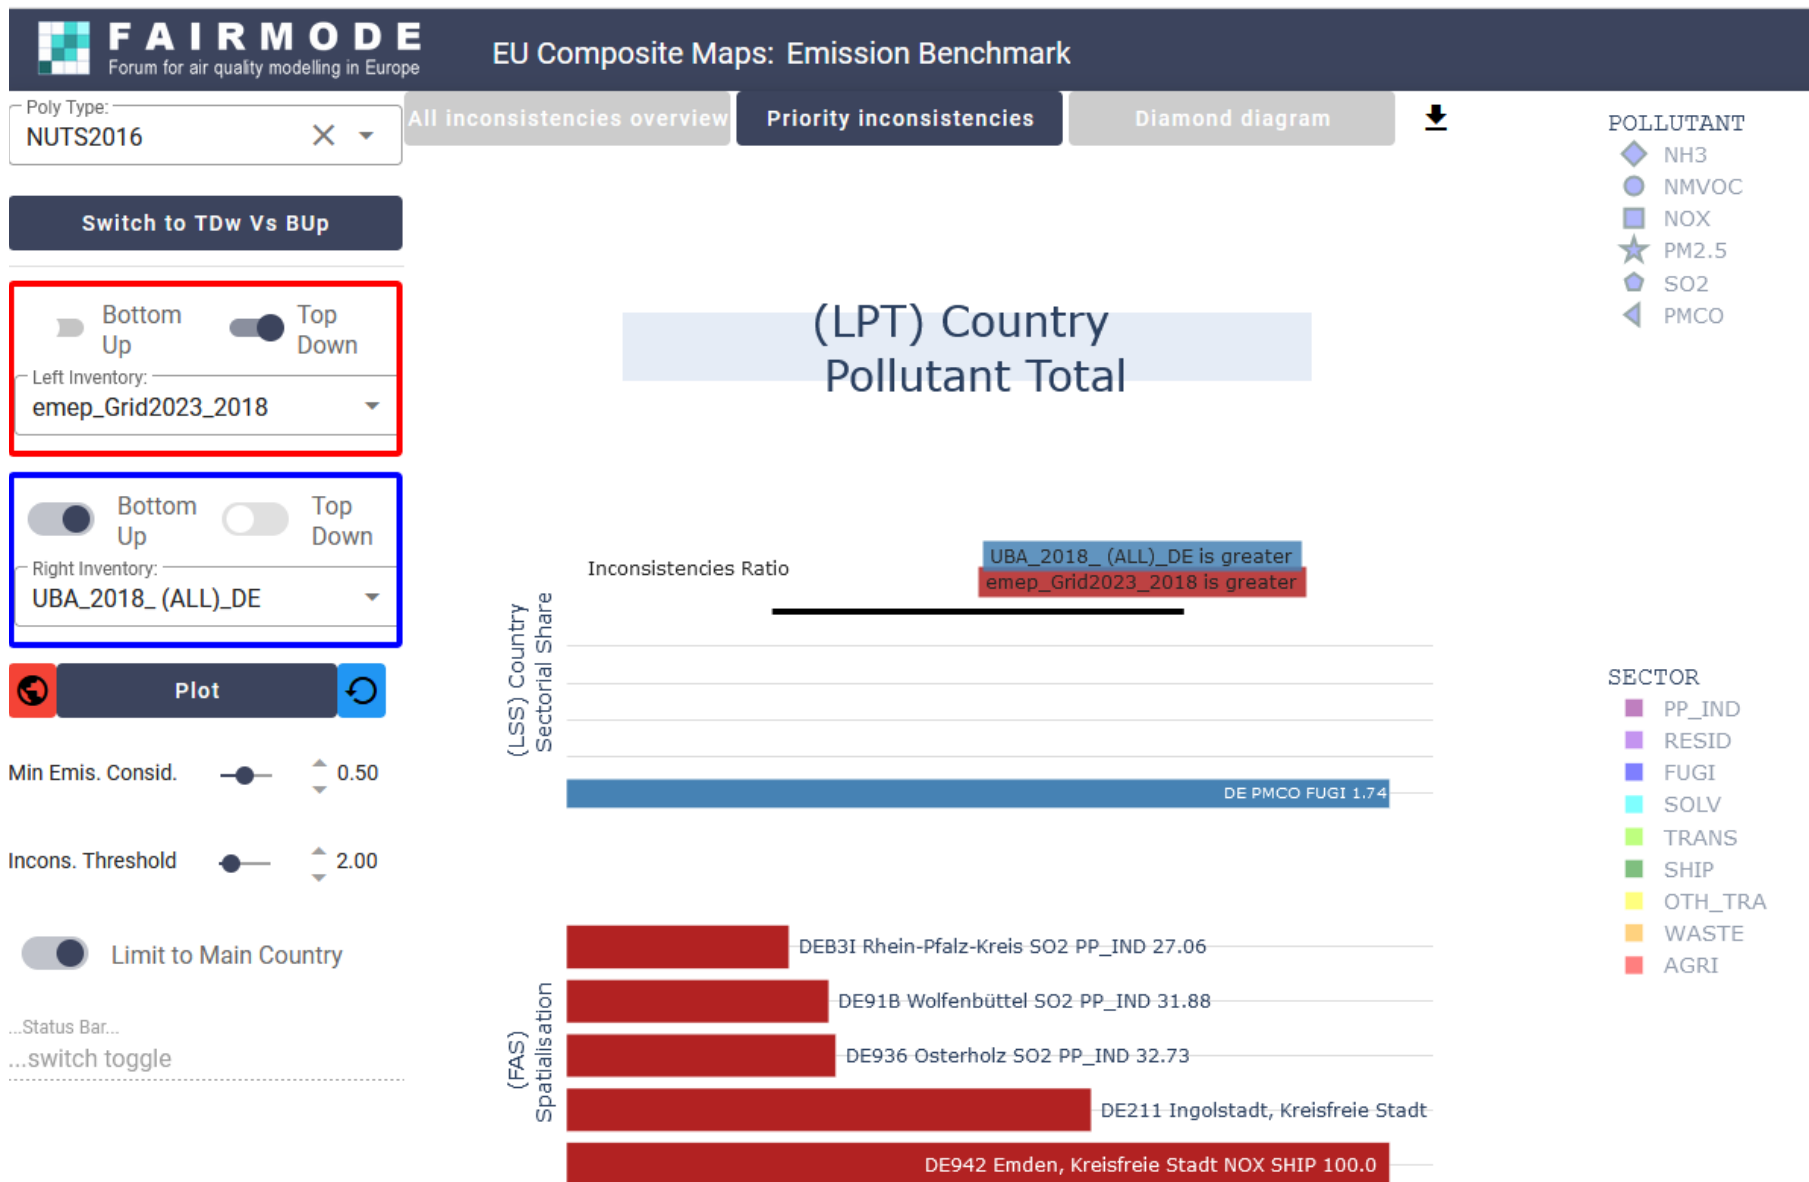 FAIRMODE
Forum for air quality modelling in Europe
EU Composite Maps: Emission Benchmark
Poly Type:
NUTS2016
All inconsistencies overview
Priority inconsistencies
Diamond diagram
Switch to TDw Vs BUp
Bottom
Up
Top
Down
Left Inventory:
emep_Grid2023_2018
Bottom
Up
Top
Down
Right Inventory:
UBA_2018_ (ALL)_DE
Plot
Min Emis. Consid.
0.50
Incons. Threshold
2.00
Limit to Main Country
...Status Bar...
...switch toggle
(LPT) Country
Pollutant Total
Inconsistencies Ratio
UBA_2018_ (ALL)_DE is greater
emep_Grid2023_2018 is greater
(LSS) Country
Sectorial Share
DE PMCO FUGI 1.74
(FAS)
Spatialisation
DEB3I Rhein-Pfalz-Kreis SO2 PP_IND 27.06
DE91B Wolfenbüttel SO2 PP_IND 31.88
DE936 Osterholz SO2 PP_IND 32.73
DE211 Ingolstadt, Kreisfreie Stadt
DE942 Emden, Kreisfreie Stadt NOX SHIP 100.0
POLLUTANT
NH3
NMVOC
NOX
PM2.5
SO2
PMCO
SECTOR
PP_IND
RESID
FUGI
SOLV
TRANS
SHIP
OTH_TRA
WASTE
AGRI